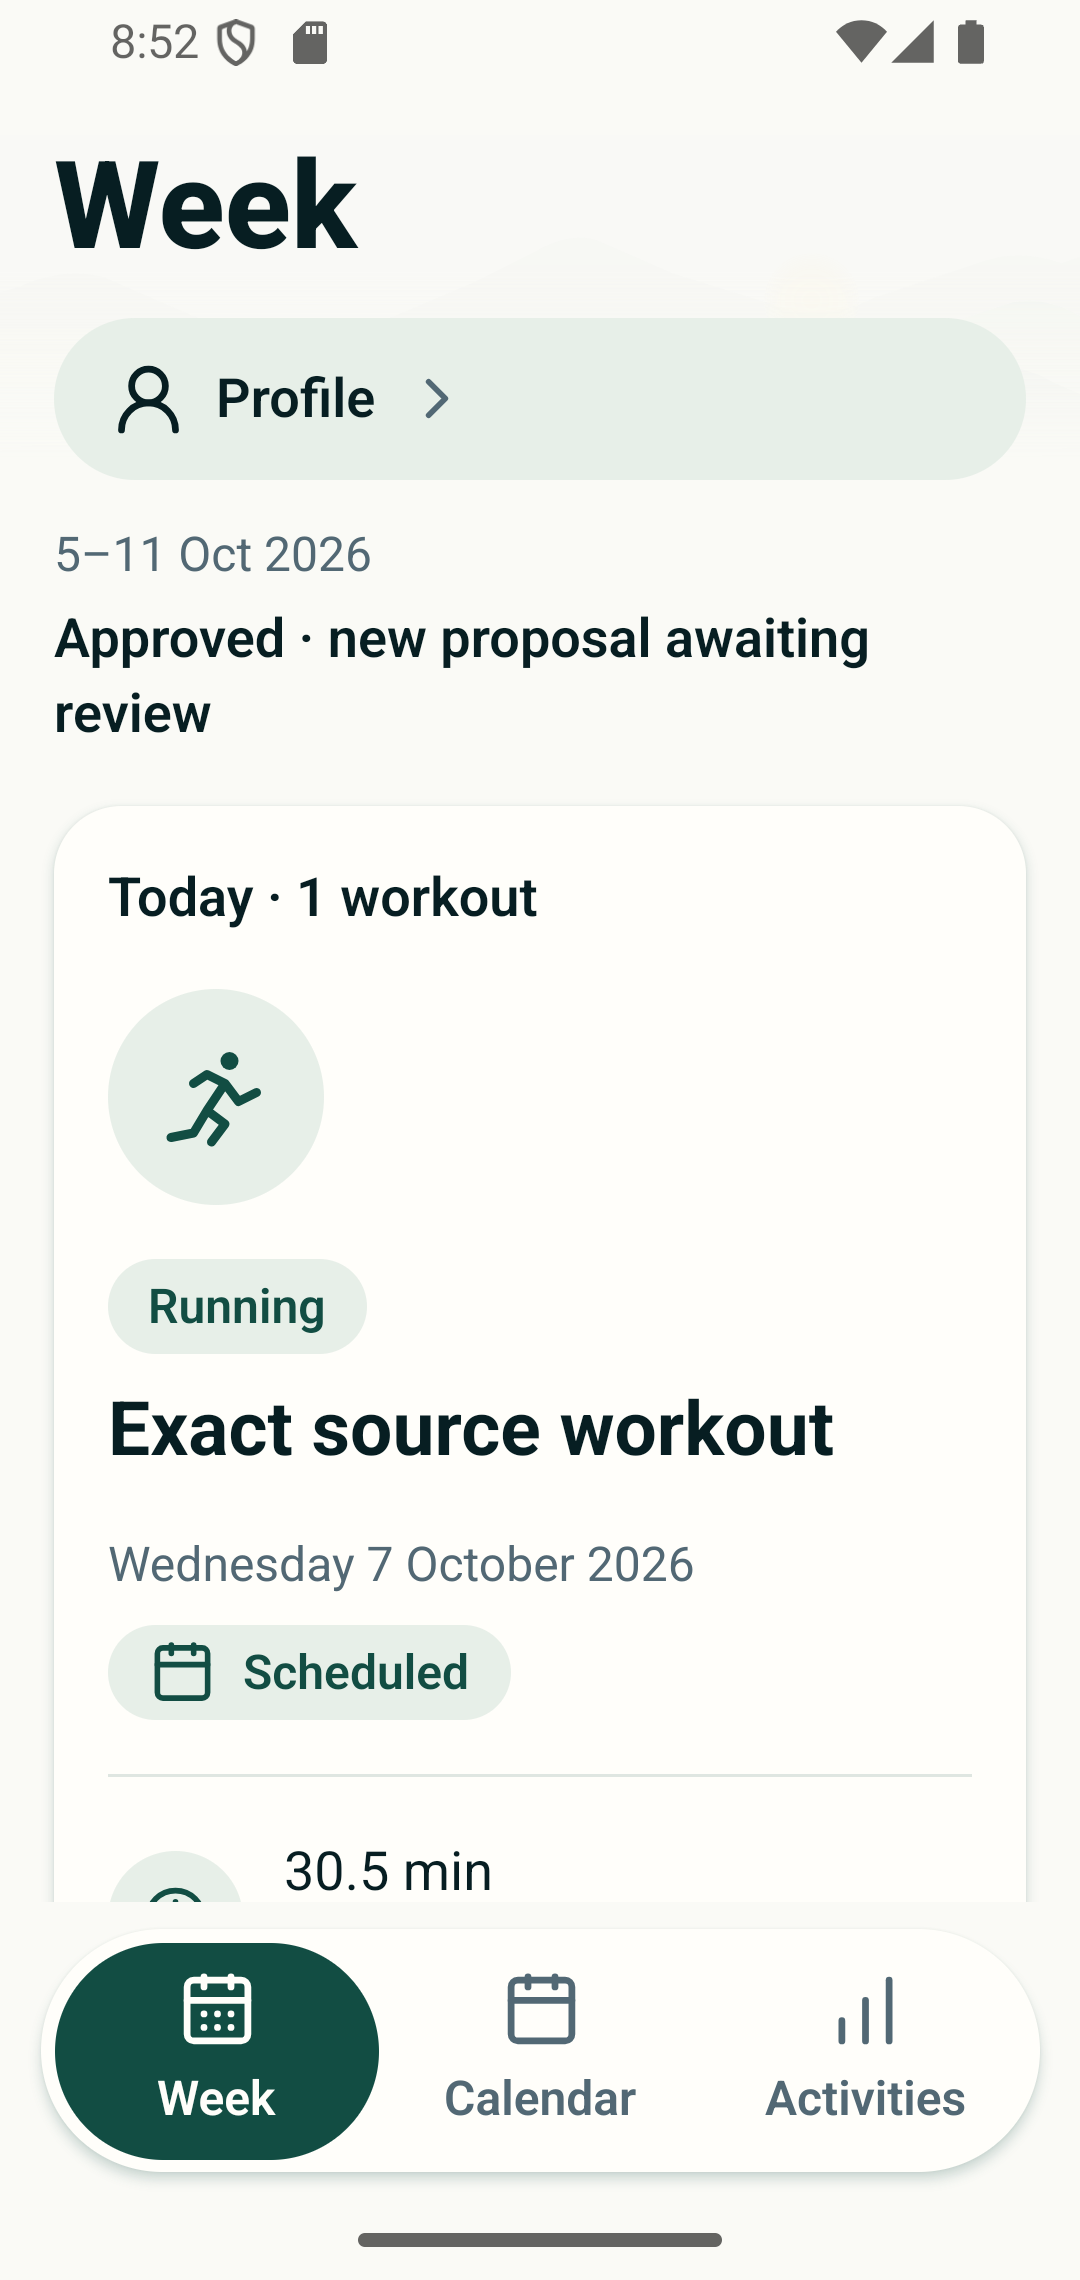 8:52
Week
Profile
5–11 Oct 2026
Approved · new proposal awaiting
review
Today · 1 workout
Running
Exact source workout
Wednesday 7 October 2026
Scheduled
30.5 min
Week
Calendar
Activities